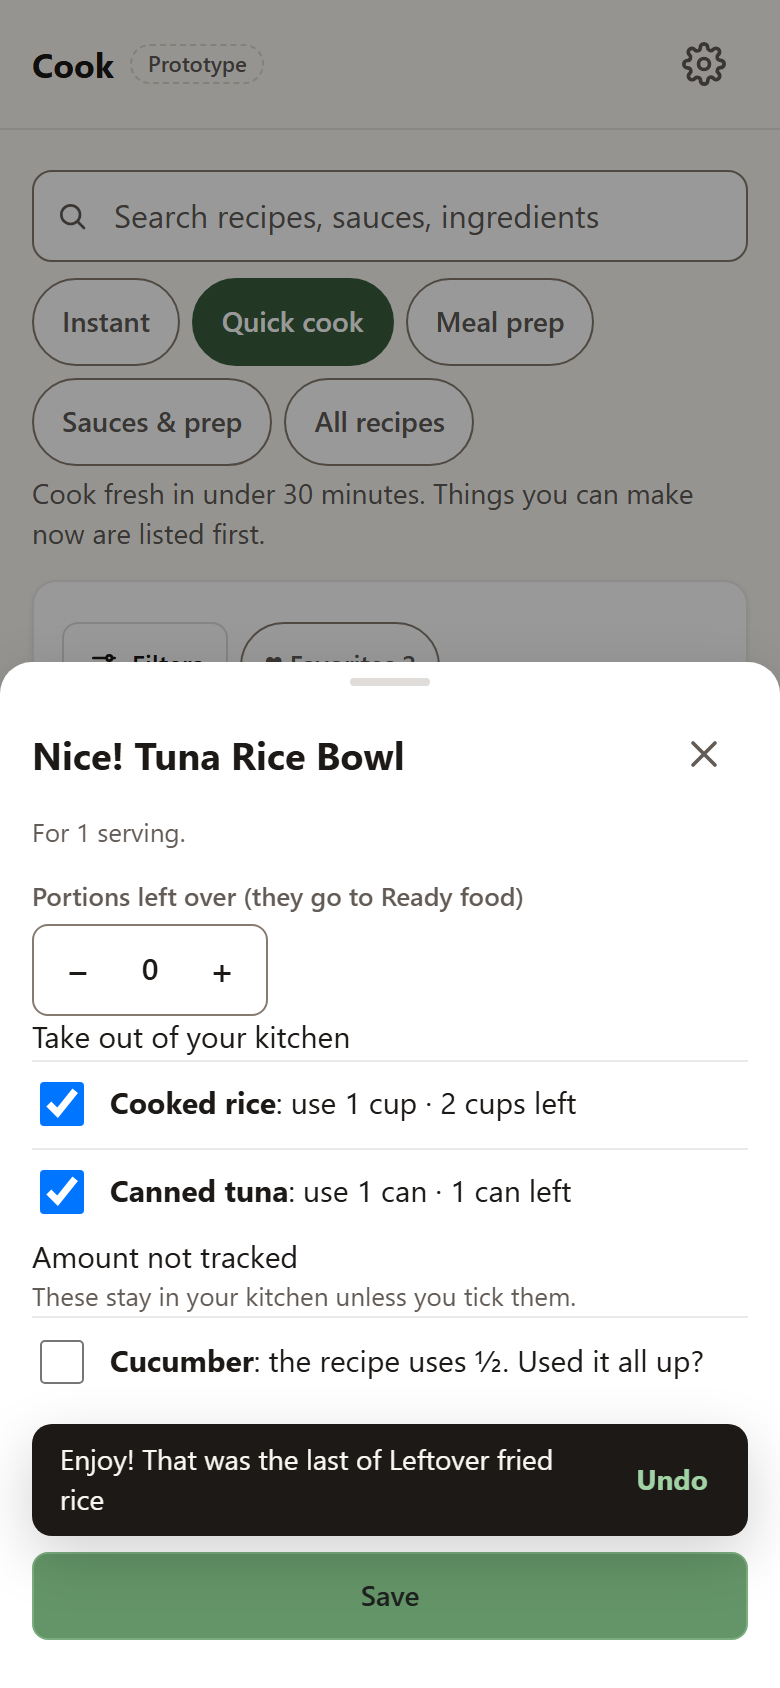 Cook
Prototype
Search recipes, sauces, ingredients
Instant
Quick cook
Meal prep
Sauces & prep
All recipes
Cook fresh in under 30 minutes. Things you can make
now are listed first.
Filters
Favorites 2
Nice! Tuna Rice Bowl
For 1 serving.
Portions left over (they go to Ready food)
− 0 +
Take out of your kitchen
Cooked rice: use 1 cup · 2 cups left
Canned tuna: use 1 can · 1 can left
Amount not tracked
These stay in your kitchen unless you tick them.
Cucumber: the recipe uses ½. Used it all up?
Enjoy! That was the last of Leftover fried
rice
Undo
Save